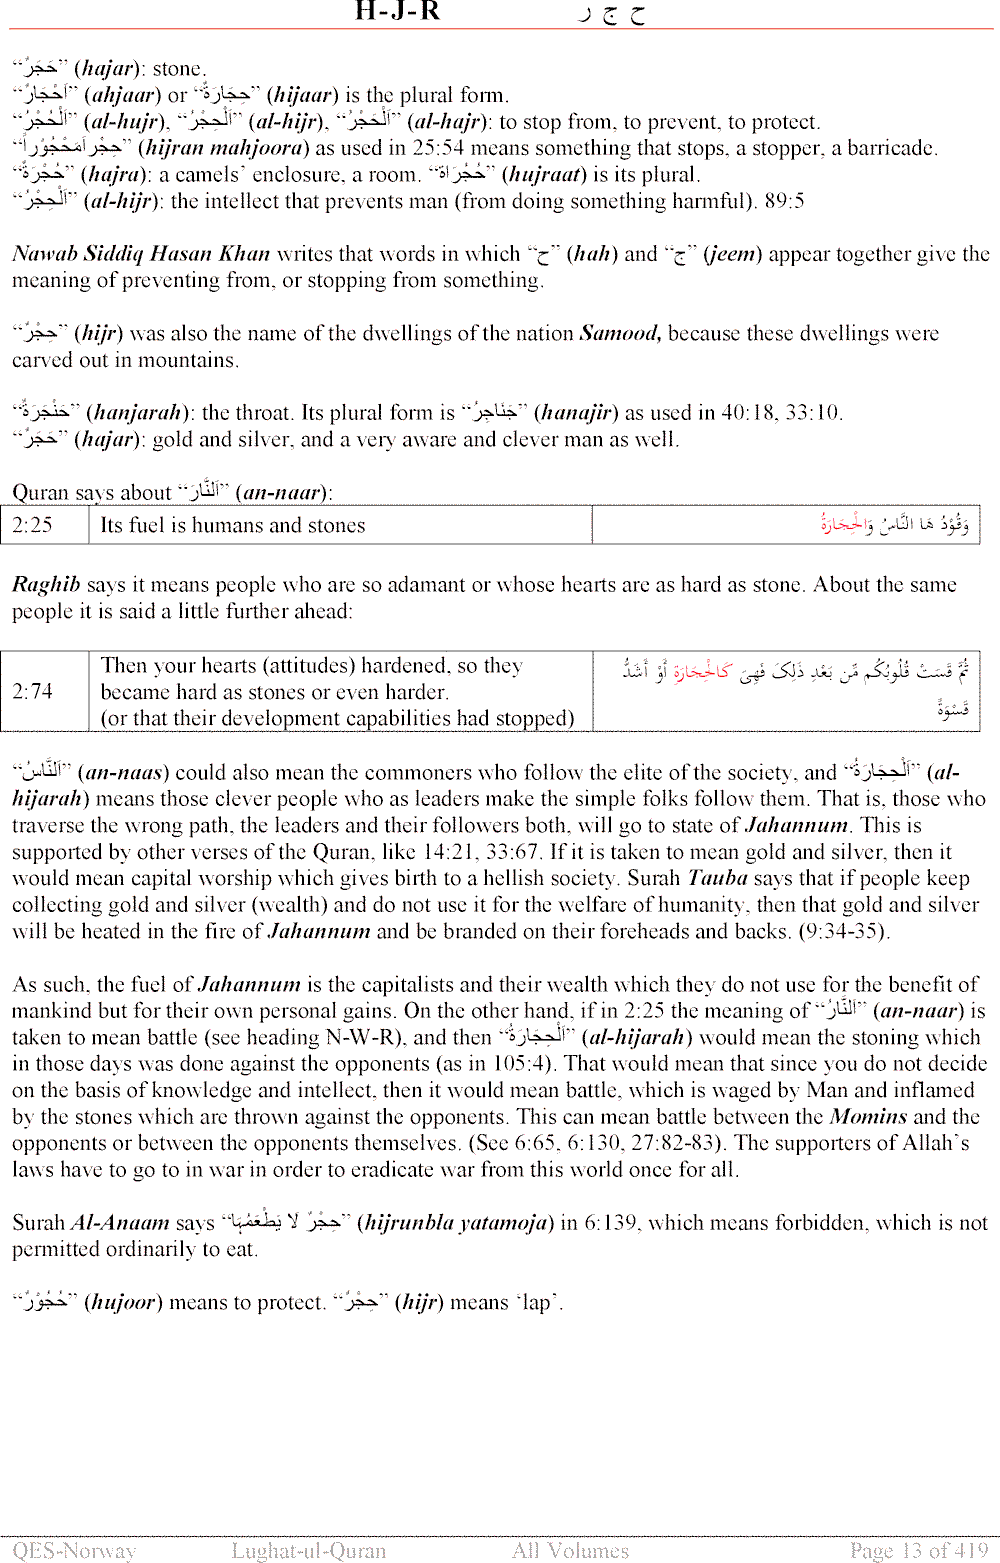 H-J-R ح ج ر
“حَجَرٌ” (hajar): stone.
“اَحْجَارٌ” (ahjaar) or “حِجَارَةٌ” (hijaar) is the plural form.
“اَلْحُجْرُ” (al-hujr), “اَلْحِجْرُ” (al-hijr), “اَلْحَجْرُ” (al-hajr): to stop from, to prevent, to protect.
“حِجْراًمَحْجُوْراً” (hijran mahjoora) as used in 25:54 means something that stops, a stopper, a barricade.
“حُجْرَةٌ” (hajra): a camels’ enclosure, a room. “حُجُرَاةٌ” (hujraat) is its plural.
“اَلْحِجْرُ” (al-hijr): the intellect that prevents man (from doing something harmful). 89:5
Nawab Siddiq Hasan Khan writes that words in which “ح” (hah) and “ج” (jeem) appear together give the
meaning of preventing from, or stopping from something.
“حِجْرٌ” (hijr) was also the name of the dwellings of the nation Samood, because these dwellings were
carved out in mountains.
“حَنْجَرَةٌ” (hanjarah): the throat. Its plural form is “حَنَاجِرُ” (hanajir) as used in 40:18, 33:10.
“حَجَرٌ” (hajar): gold and silver, and a very aware and clever man as well.
Quran says about “اَلنَّارَ” (an-naar):
2:25 Its fuel is humans and stones وَقُوْدُ هَا النَّاسُ وَالْحِجَارَةُ
Raghib says it means people who are so adamant or whose hearts are as hard as stone. About the same
people it is said a little further ahead:
2:74 Then your hearts (attitudes) hardened, so they ثُمَّ قَسَتْ قُلُوبُكُم مِّن بَعْدِ ذَلِكَ فَهِىَ كَالْحِجَارَةِ أَوْ أَشَدُّ
became hard as stones or even harder. قَسْوَةً
(or that their development capabilities had stopped)
“اَلنَّاسُ” (an-naas) could also mean the commoners who follow the elite of the society, and “اَلْحِجَارَةُ” (al-
hijarah) means those clever people who as leaders make the simple folks follow them. That is, those who
traverse the wrong path, the leaders and their followers both, will go to state of Jahannum. This is
supported by other verses of the Quran, like 14:21, 33:67. If it is taken to mean gold and silver, then it
would mean capital worship which gives birth to a hellish society. Surah Tauba says that if people keep
collecting gold and silver (wealth) and do not use it for the welfare of humanity, then that gold and silver
will be heated in the fire of Jahannum and be branded on their foreheads and backs. (9:34-35).
As such, the fuel of Jahannum is the capitalists and their wealth which they do not use for the benefit of
mankind but for their own personal gains. On the other hand, if in 2:25 the meaning of “اَلنَّارُ” (an-naar) is
taken to mean battle (see heading N-W-R), and then “اَلْحِجَارَةُ” (al-hijarah) would mean the stoning which
in those days was done against the opponents (as in 105:4). That would mean that since you do not decide
on the basis of knowledge and intellect, then it would mean battle, which is waged by Man and inflamed
by the stones which are thrown against the opponents. This can mean battle between the Momins and the
opponents or between the opponents themselves. (See 6:65, 6:130, 27:82-83). The supporters of Allah’s
laws have to go to in war in order to eradicate war from this world once for all.
Surah Al-Anaam says “حِجْرٌ لَا يَطْعَمُهَا” (hijrunbla yatamoja) in 6:139, which means forbidden, which is not
permitted ordinarily to eat.
“حُجُوْرٌ” (hujoor) means to protect. “حِجْرٌ” (hijr) means ‘lap’.
QES-Norway Lughat-ul-Quran All Volumes Page 13 of 419